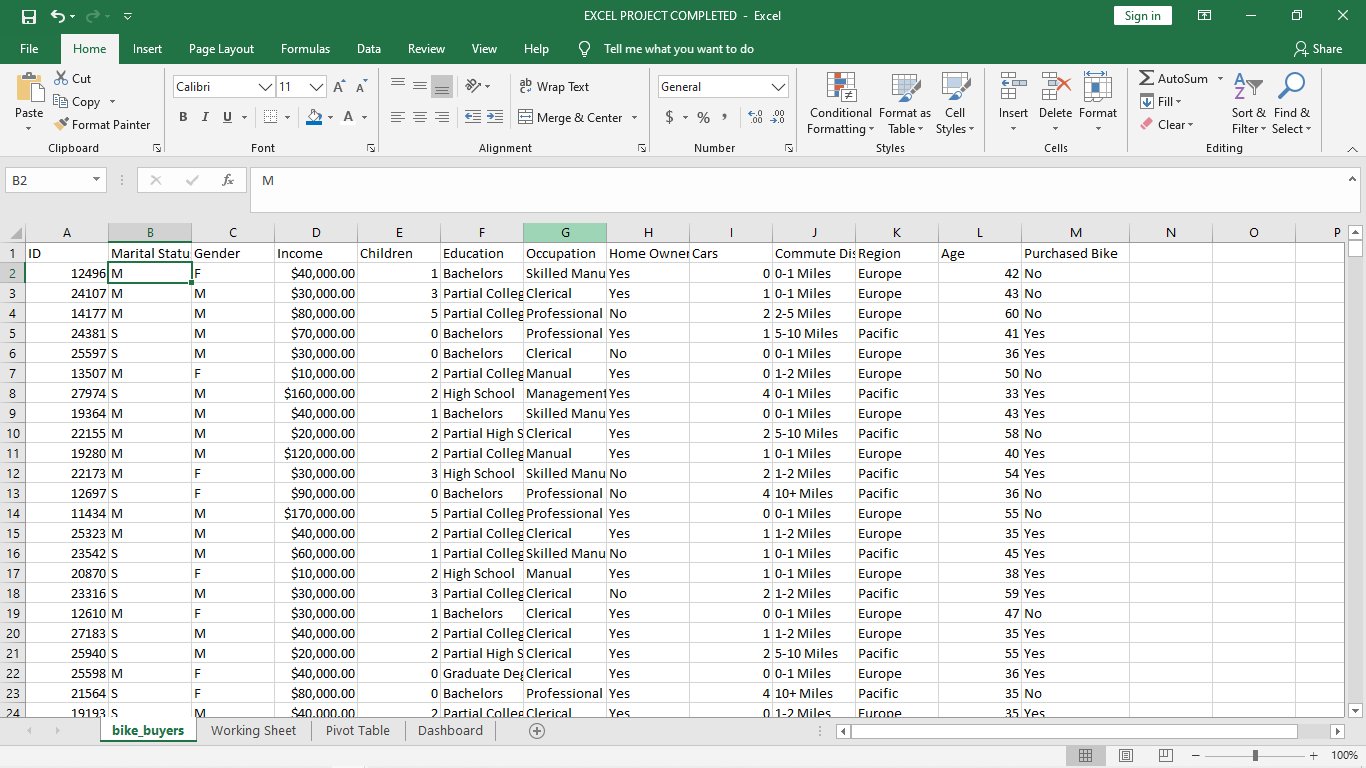 EXCEL PROJECT COMPLETED - Excel
Sign in
File Home Insert Page Layout Formulas Data Review View Help Tell me what you want to do Share
Paste
Cut
Copy
Format Painter
Clipboard
Calibri 11 A A
B I U A
Font
ab Wrap Text
Merge & Center
Alignment
General
$ % , .00 .00
Number
Conditional Formatting Format as Table Cell Styles
Styles
Insert Delete Format
Cells
AutoSum
Fill
Clear
Sort & Filter Find & Select
Editing
B2 fx M
A B C D E F G H I J K L M N O P
1 ID Marital Statu Gender Income Children Education Occupation Home Owner Cars Commute Dis Region Age Purchased Bike
2 12496 M F $40,000.00 1 Bachelors Skilled Manu Yes 0 0-1 Miles Europe 42 No
3 24107 M M $30,000.00 3 Partial Colleg Clerical Yes 1 0-1 Miles Europe 43 No
4 14177 M M $80,000.00 5 Partial Colleg Professional No 2 2-5 Miles Europe 60 No
5 24381 S M $70,000.00 0 Bachelors Professional Yes 1 5-10 Miles Pacific 41 Yes
6 25597 S M $30,000.00 0 Bachelors Clerical No 0 0-1 Miles Europe 36 Yes
7 13507 M F $10,000.00 2 Partial Colleg Manual Yes 0 1-2 Miles Europe 50 No
8 27974 S M $160,000.00 2 High School Management Yes 4 0-1 Miles Pacific 33 Yes
9 19364 M M $40,000.00 1 Bachelors Skilled Manu Yes 0 0-1 Miles Europe 43 Yes
10 22155 M M $20,000.00 2 Partial High S Clerical Yes 2 5-10 Miles Pacific 58 No
11 19280 M M $120,000.00 2 Partial Colleg Manual Yes 1 0-1 Miles Europe 40 Yes
12 22173 M F $30,000.00 3 High School Skilled Manu No 2 1-2 Miles Pacific 54 Yes
13 12697 S F $90,000.00 0 Bachelors Professional No 4 10+ Miles Pacific 36 No
14 11434 M M $170,000.00 5 Partial Colleg Professional Yes 0 0-1 Miles Europe 55 No
15 25323 M M $40,000.00 2 Partial Colleg Clerical Yes 1 1-2 Miles Europe 35 Yes
16 23542 S M $60,000.00 1 Partial Colleg Skilled Manu No 1 0-1 Miles Pacific 45 Yes
17 20870 S F $10,000.00 2 High School Manual Yes 1 0-1 Miles Europe 38 Yes
18 23316 S M $30,000.00 3 Partial Colleg Clerical No 2 1-2 Miles Pacific 59 Yes
19 12610 M F $30,000.00 1 Bachelors Clerical Yes 0 0-1 Miles Europe 47 No
20 27183 S M $40,000.00 2 Partial Colleg Clerical Yes 1 1-2 Miles Europe 35 Yes
21 25940 S M $20,000.00 2 Partial High S Clerical Yes 2 5-10 Miles Pacific 55 Yes
22 25598 M F $40,000.00 0 Graduate Deg Clerical Yes 0 0-1 Miles Europe 36 Yes
23 21564 S F $80,000.00 0 Bachelors Professional Yes 4 10+ Miles Pacific 35 No
24 19193 S M $40,000.00 2 Partial Colleg Clerical Yes 0 1-2 Miles Europe 35 Yes
bike_buyers Working Sheet Pivot Table Dashboard
100%